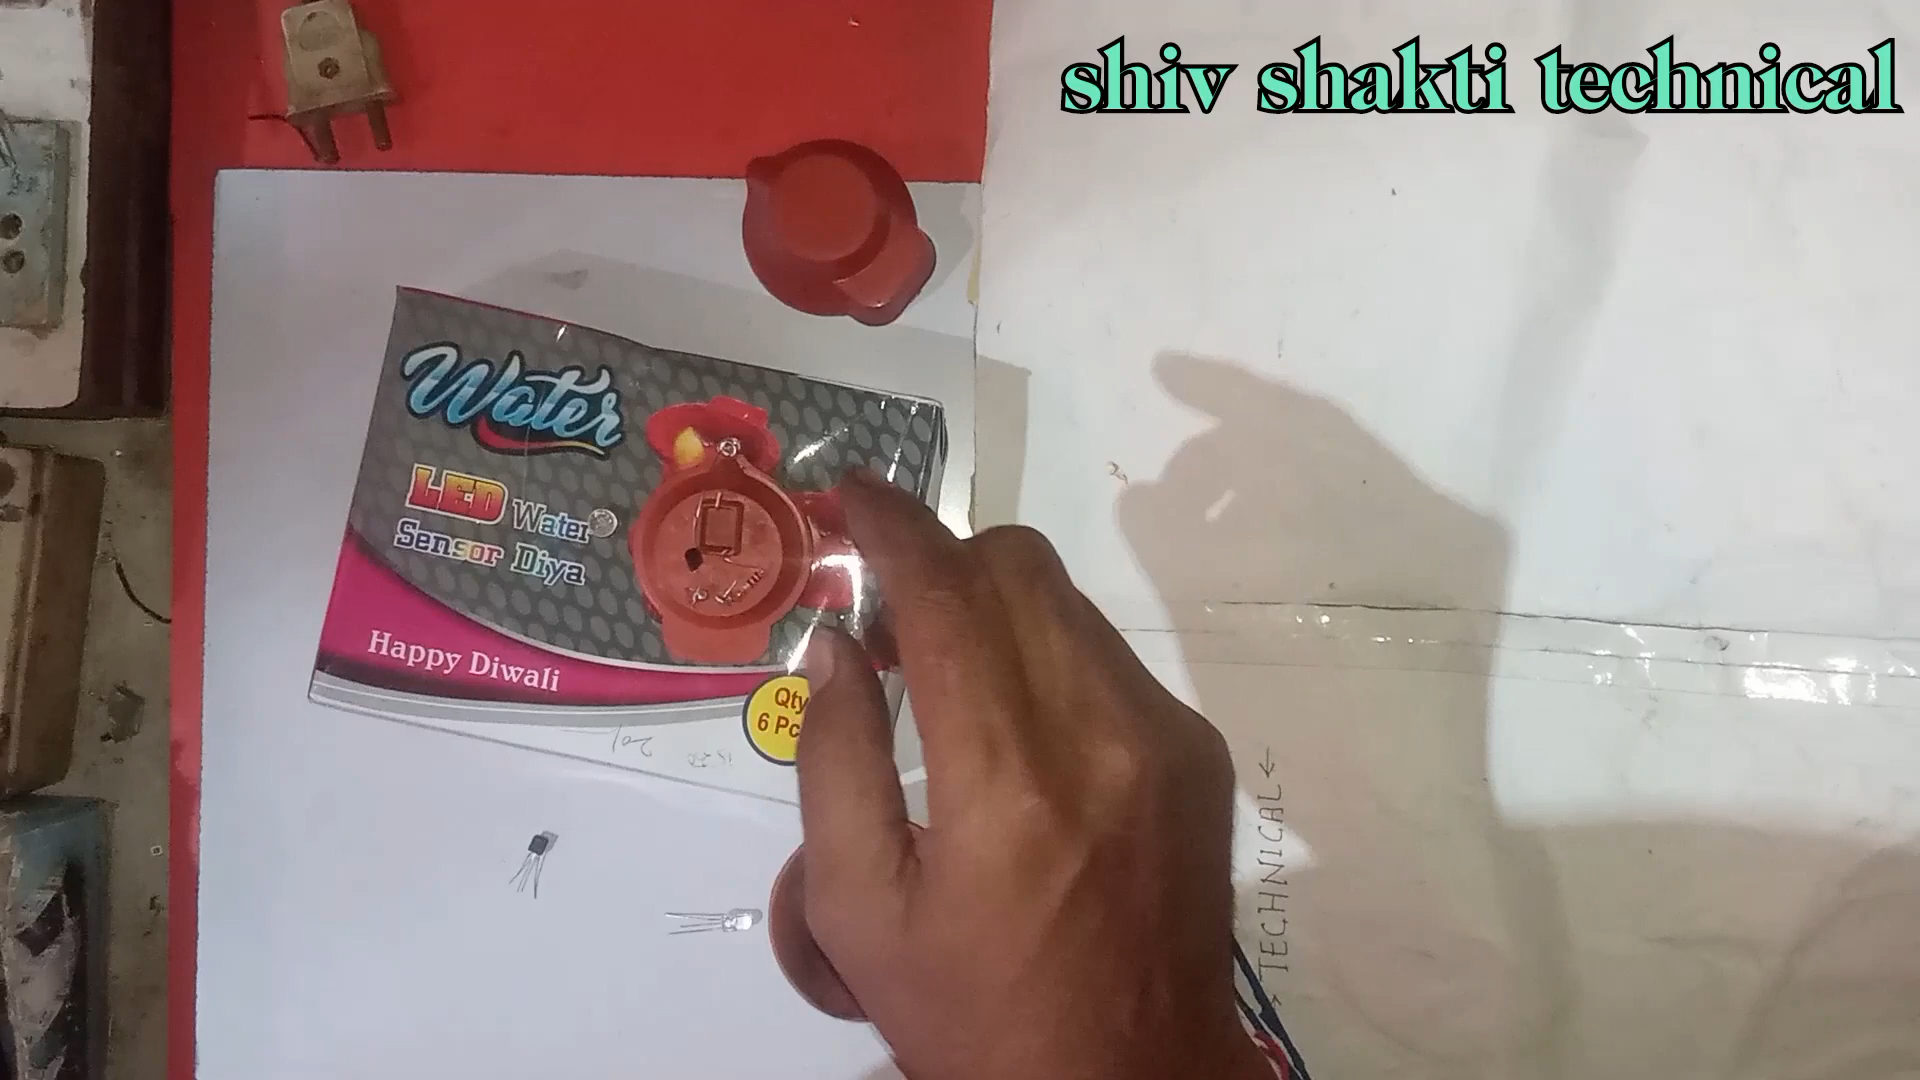 shiv shakti technical
Water
LED Water
Sensor Diya
Happy Diwali
Qty
6 Pc
TECHNICAL